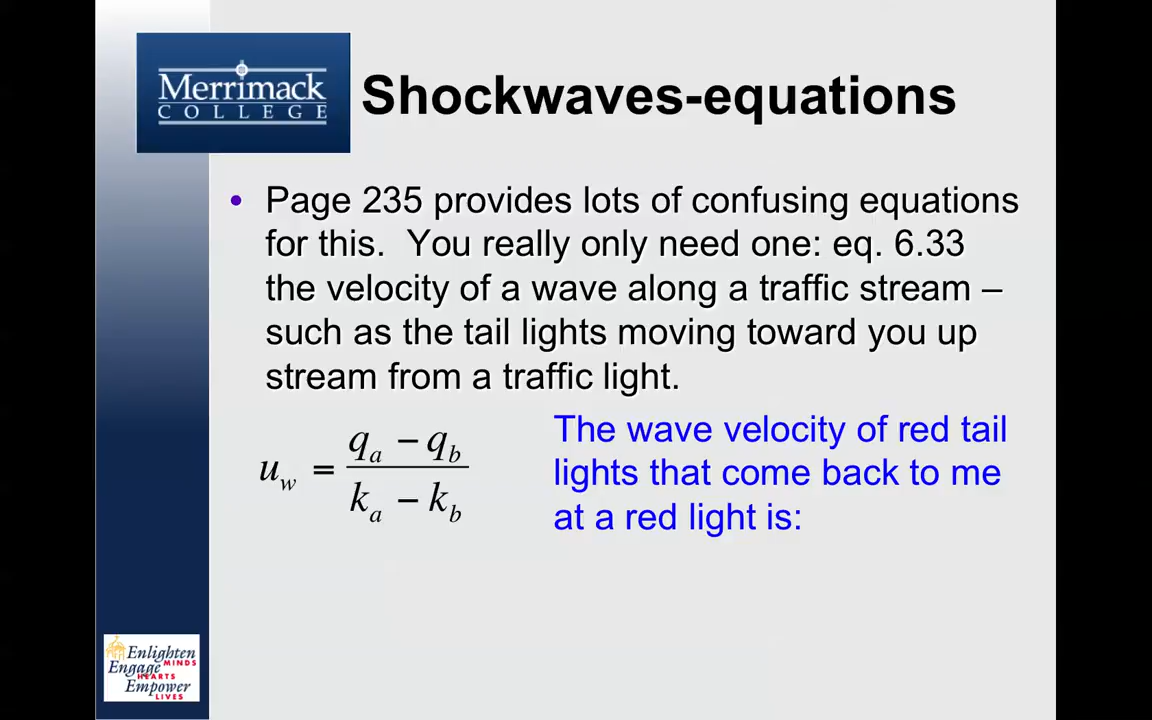 Merrimack
COLLEGE
Shockwaves-equations
• Page 235 provides lots of confusing equations
for this. You really only need one: eq. 6.33
the velocity of a wave along a traffic stream –
such as the tail lights moving toward you up
stream from a traffic light.
u_w = (q_a − q_b) / (k_a − k_b)
The wave velocity of red tail
lights that come back to me
at a red light is:
Enlighten
MINDS
Engage
HEARTS
Empower
LIVES